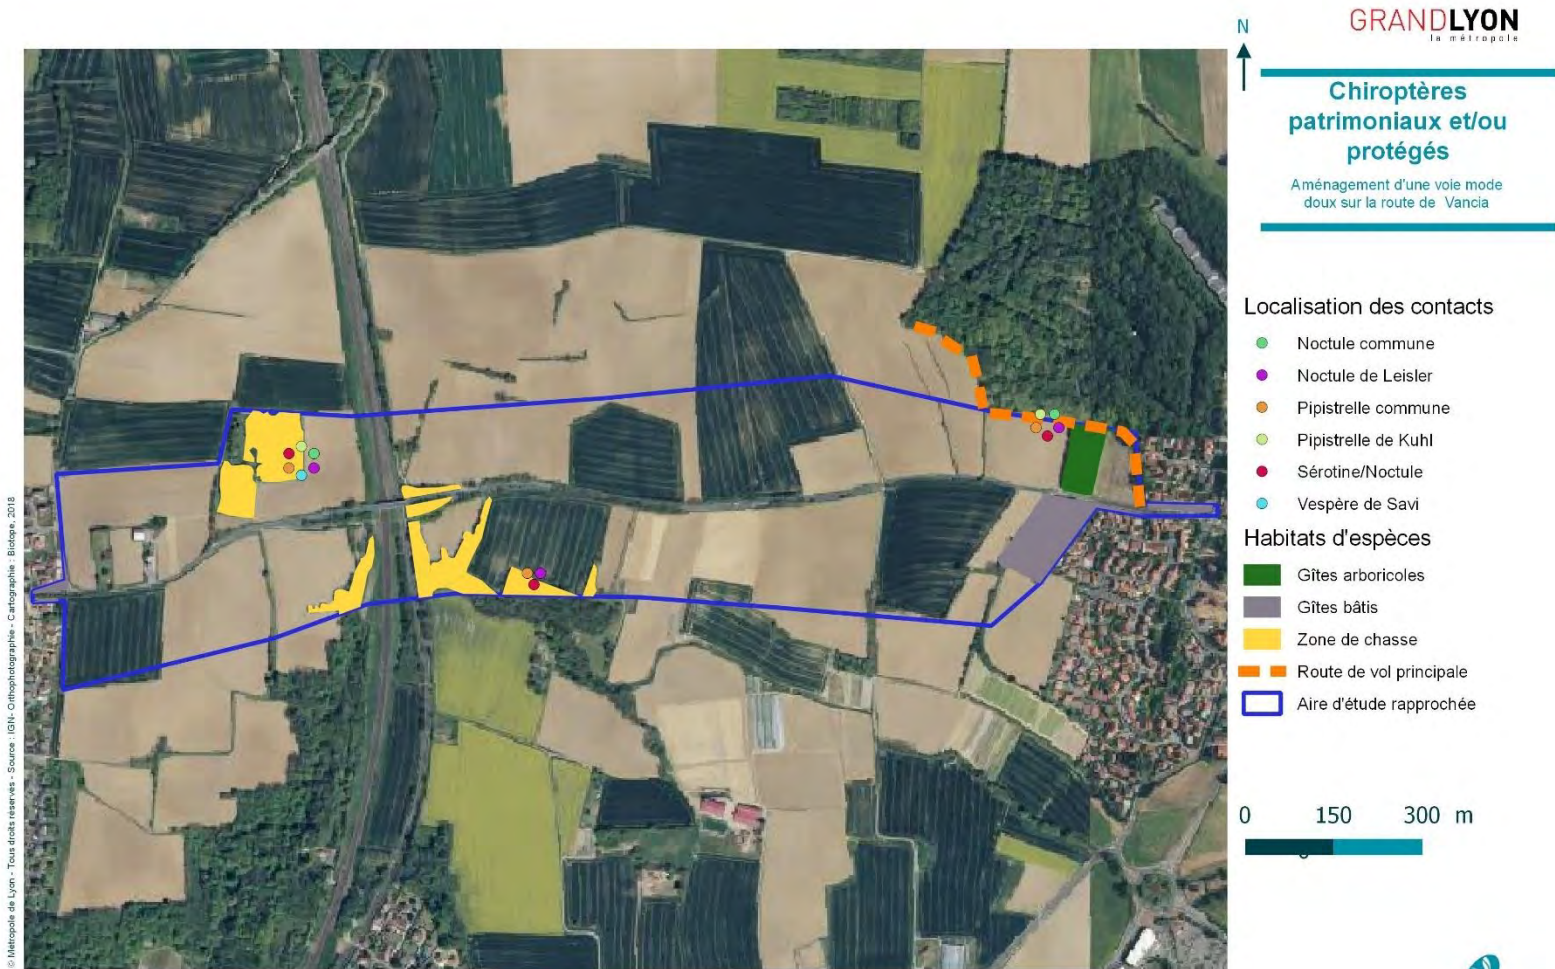 GRANDLYON
la métropole
N
Chiroptères
patrimoniaux et/ou
protégés
Aménagement d'une voie mode
doux sur la route de Vancia
Localisation des contacts
Noctule commune
Noctule de Leisler
Pipistrelle commune
Pipistrelle de Kuhl
Sérotine/Noctule
Vespère de Savi
Habitats d'espèces
Gîtes arboricoles
Gîtes bâtis
Zone de chasse
Route de vol principale
Aire d'étude rapprochée
0 150 300 m
© Métropole de Lyon - Tous droits réservés - Source : IGN- Orthophotographie - Cartographie : Biotope, 2018